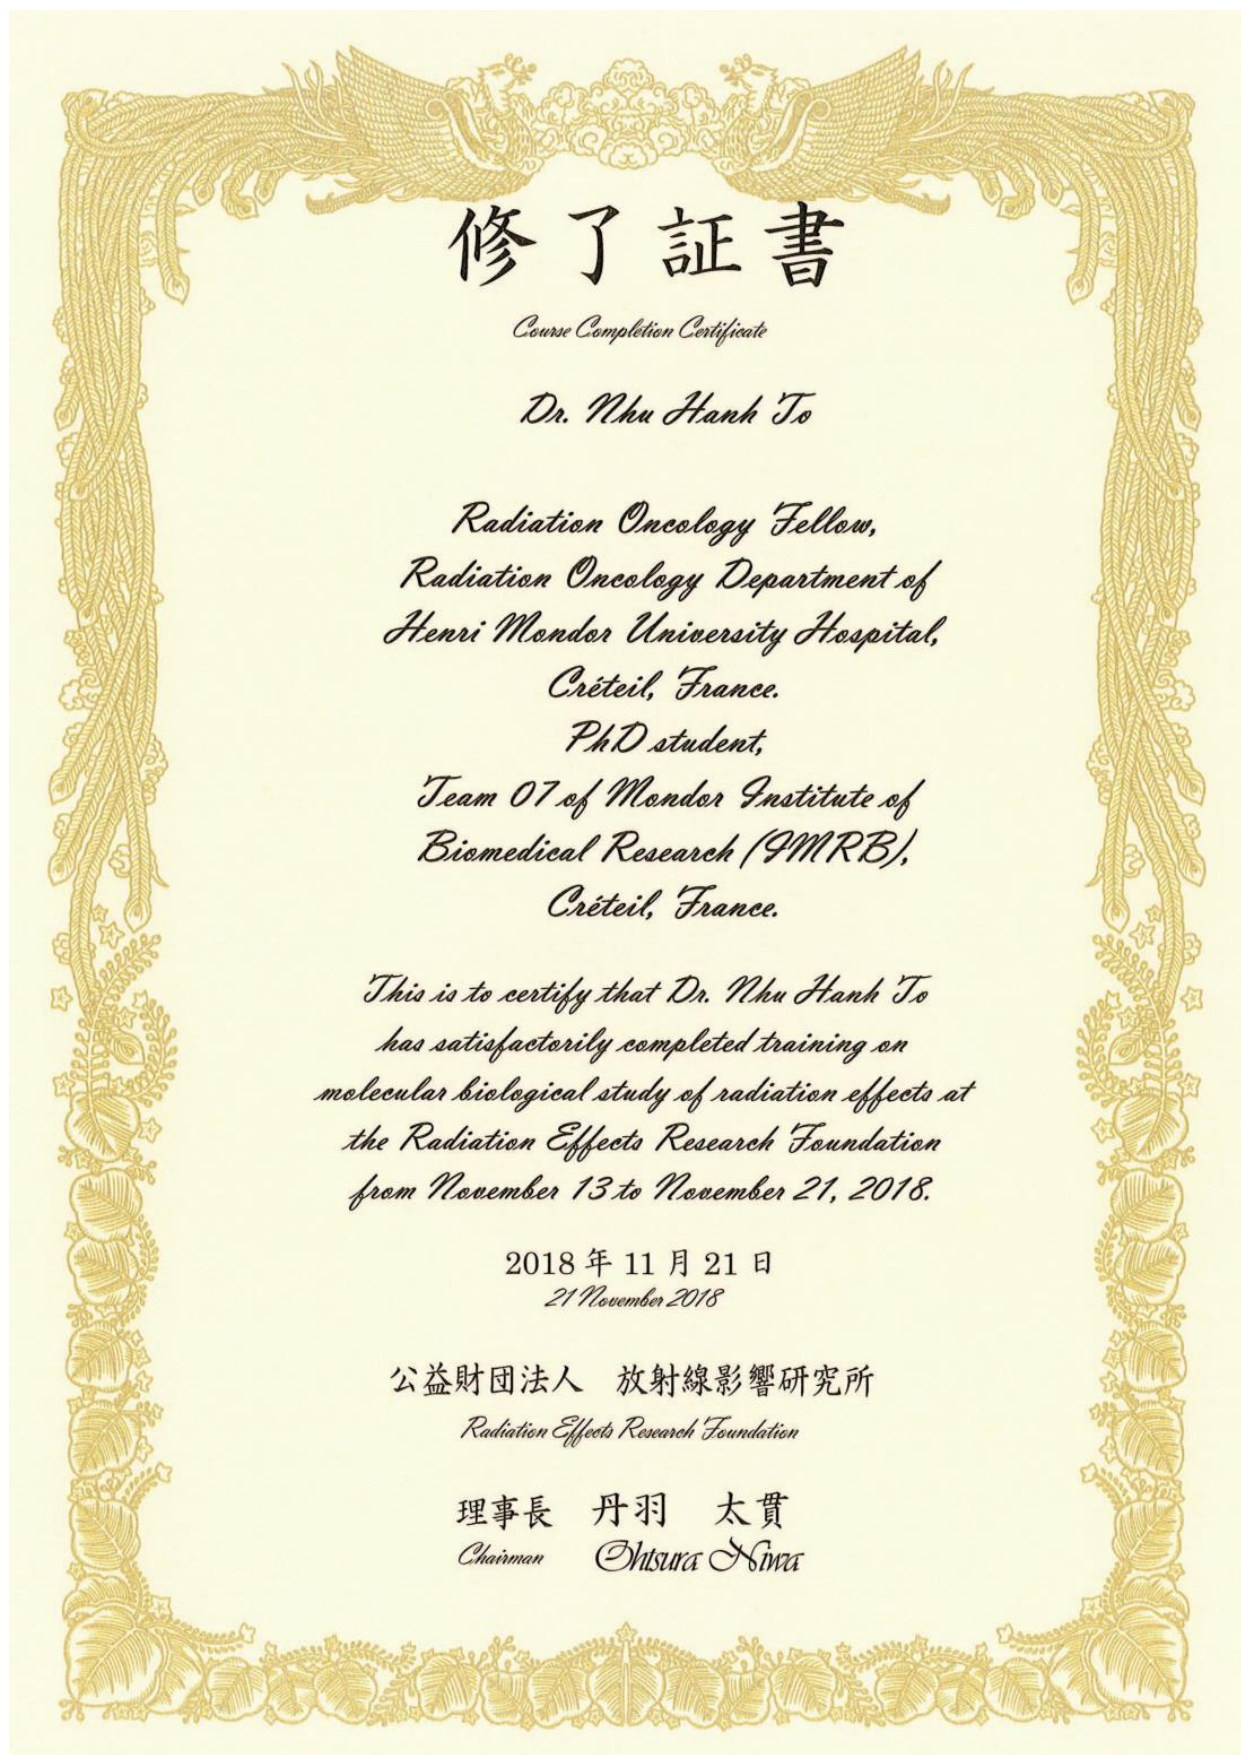 修了証書
Course Completion Certificate
Dr. Nhu Hanh To
Radiation Oncology Fellow,
Radiation Oncology Department of
Henri Mondor University Hospital,
Créteil, France.
PhD student,
Team 07 of Mondor Institute of
Biomedical Research (IMRB),
Créteil, France.
This is to certify that Dr. Nhu Hanh To
has satisfactorily completed training on
molecular biological study of radiation effects at
the Radiation Effects Research Foundation
from November 13 to November 21, 2018.
2018 年 11 月 21 日
21 November 2018
公益財団法人 放射線影響研究所
Radiation Effects Research Foundation
理事長 丹羽 太貫
Chairman Ohtsura Niwa